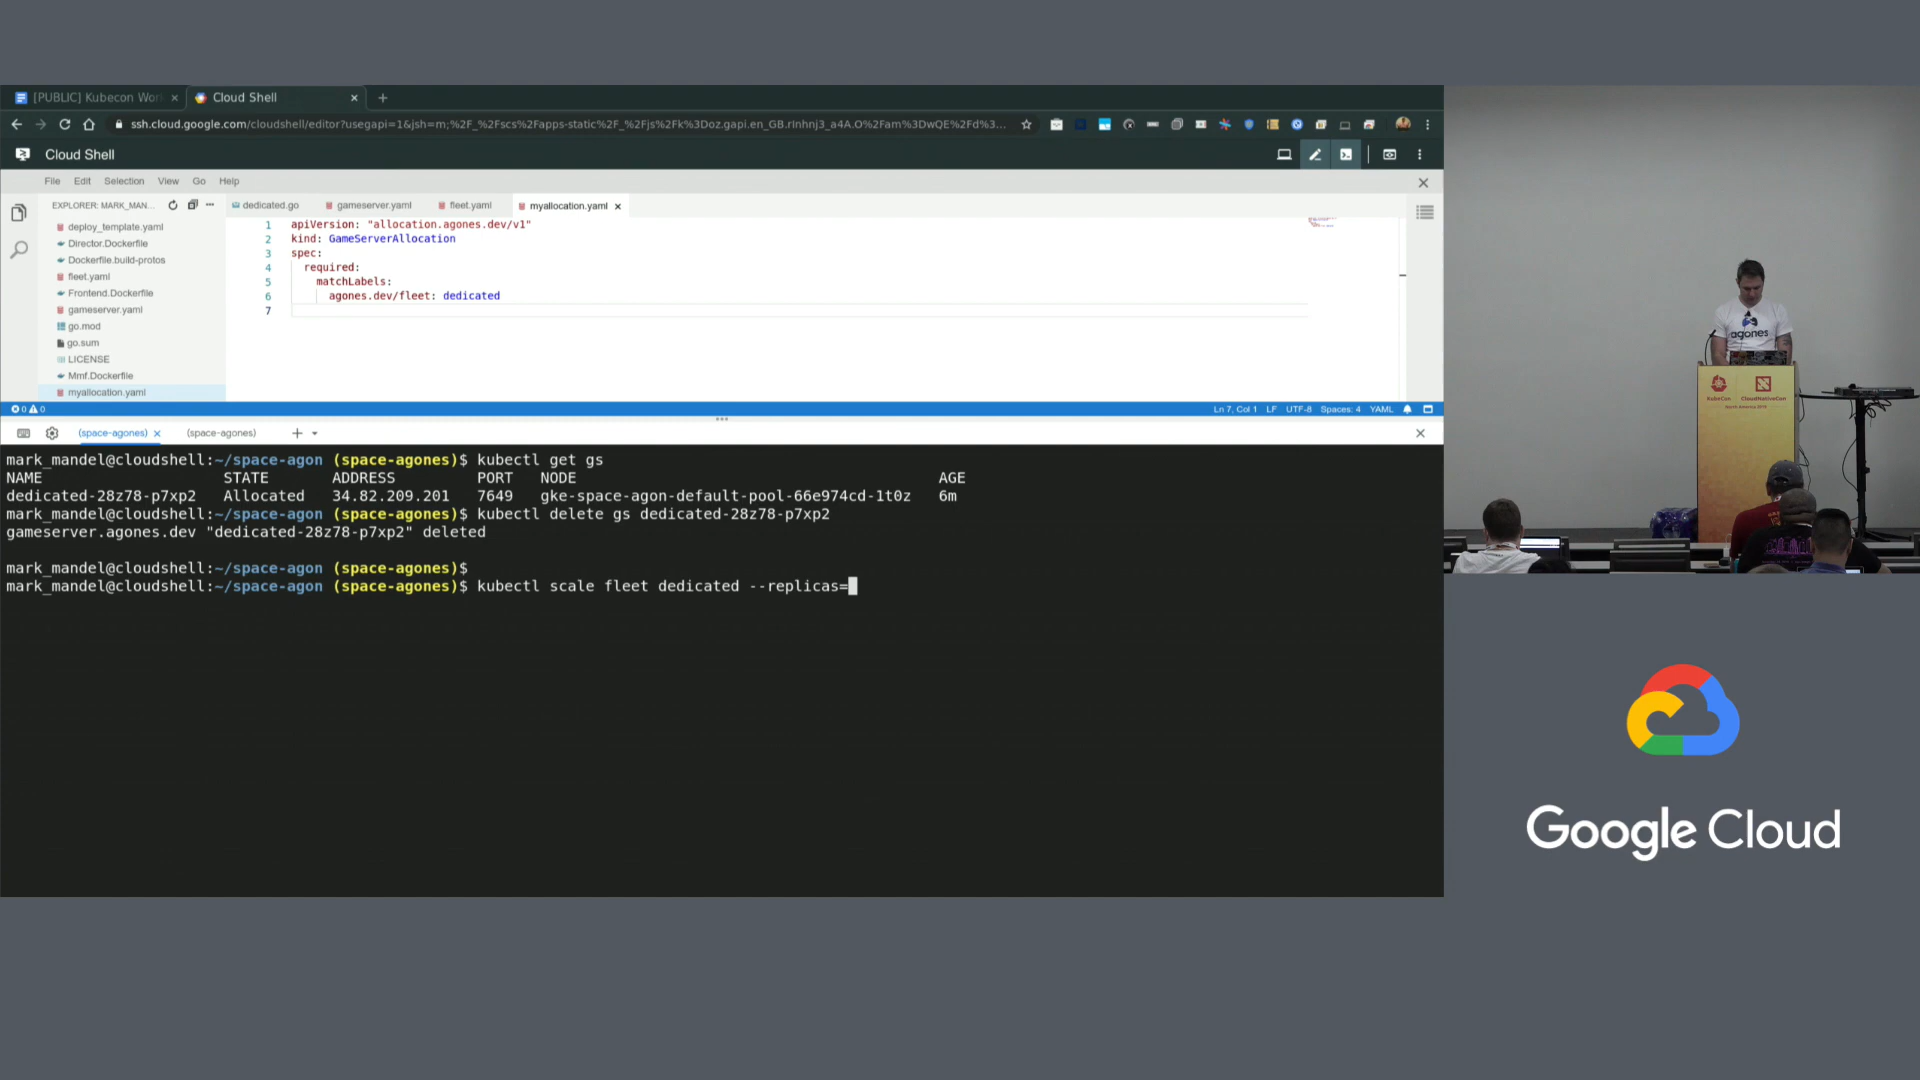 [PUBLIC] Kubecon Wor
Cloud Shell
ssh.cloud.google.com/cloudshell/editor?usegapi=1&jsh=m;%2F_%2Fscs%2Fapps-static%2F_%2Fjs%2Fk%3Doz.gapi.en_GB.rlnhnj3_a4A.O%2Fam%3DwQE%2Fd%3...
Cloud Shell
File Edit Selection View Go Help
EXPLORER: MARK_MAN...
deploy_template.yaml
Director.Dockerfile
Dockerfile.build-protos
fleet.yaml
Frontend.Dockerfile
gameserver.yaml
go.mod
go.sum
LICENSE
Mmf.Dockerfile
myallocation.yaml
dedicated.go gameserver.yaml fleet.yaml myallocation.yaml
1 apiVersion: "allocation.agones.dev/v1"
2 kind: GameServerAllocation
3 spec:
4 required:
5 matchLabels:
6 agones.dev/fleet: dedicated
7
0 0 Ln 7, Col 1 LF UTF-8 Spaces: 4 YAML
(space-agones) (space-agones)
mark_mandel@cloudshell:~/space-agon (space-agones)$ kubectl get gs
NAME STATE ADDRESS PORT NODE AGE
dedicated-28z78-p7xp2 Allocated 34.82.209.201 7649 gke-space-agon-default-pool-66e974cd-1t0z 6m
mark_mandel@cloudshell:~/space-agon (space-agones)$ kubectl delete gs dedicated-28z78-p7xp2
gameserver.agones.dev "dedicated-28z78-p7xp2" deleted
mark_mandel@cloudshell:~/space-agon (space-agones)$
mark_mandel@cloudshell:~/space-agon (space-agones)$ kubectl scale fleet dedicated --replicas=
agones
KubeCon CloudNativeCon
North America 2019
Google Cloud